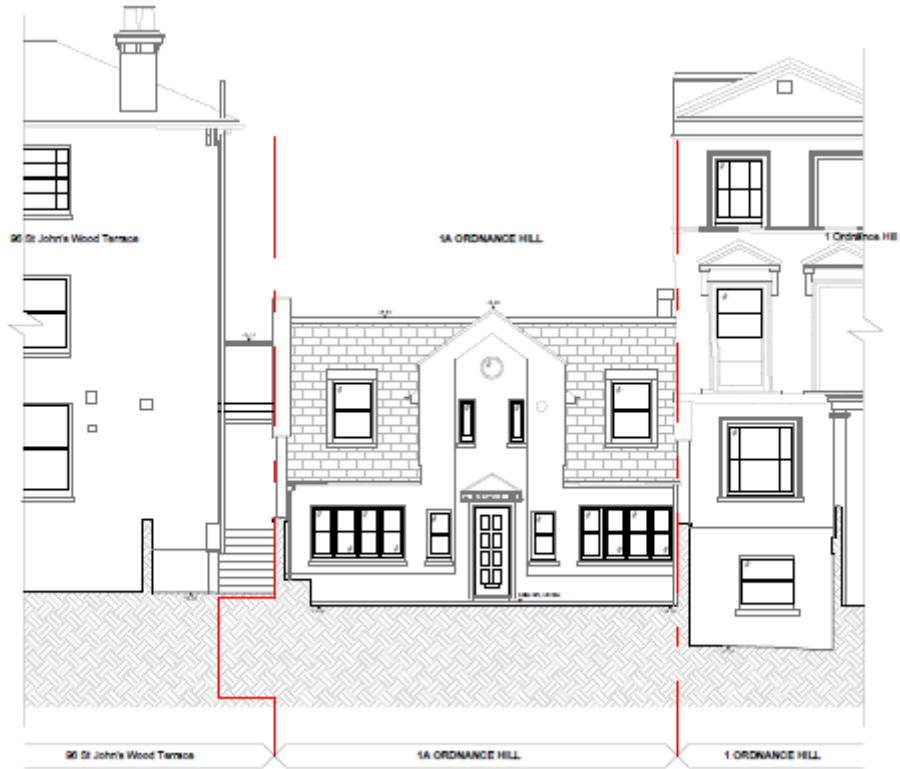 96 St John's Wood Terrace
1A ORDNANCE HILL
1 Ordnance Hill
96 St John's Wood Terrace
1A ORDNANCE HILL
1 ORDNANCE HILL